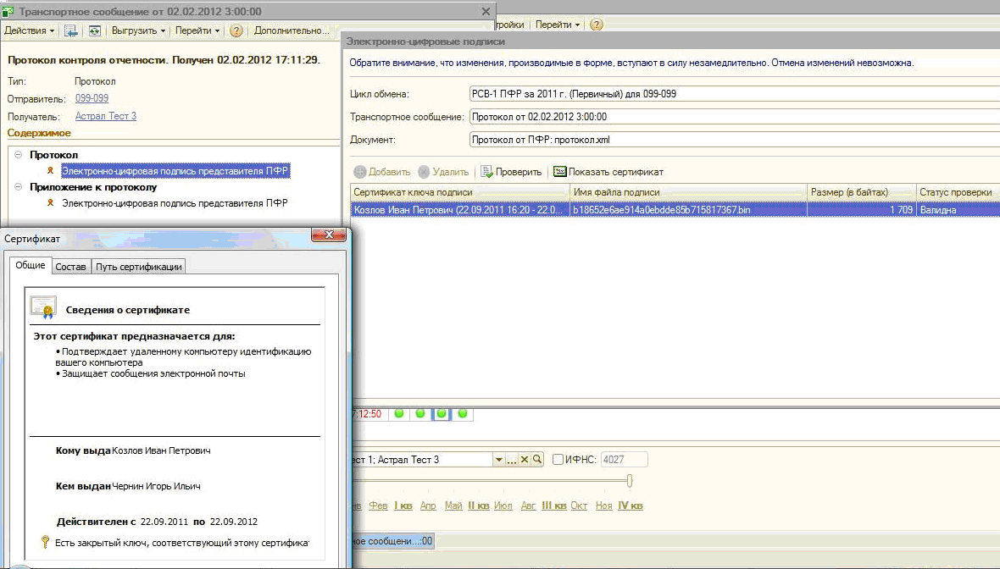 Транспортное сообщение от 02.02.2012 3:00:00
Действия Выгрузить Перейти Дополнительно...
Протокол контроля отчетности. Получен 02.02.2012 17:11:29.
Тип: Протокол
Отправитель: 099-099
Получатель: Астрал Тест 3
Содержимое
Протокол
Электронно-цифровая подпись представителя ПФР
Приложение к протоколу
Электронно-цифровая подпись представителя ПФР
ройки Перейти
Электронно-цифровые подписи
Обратите внимание, что изменения, производимые в форме, вступают в силу незамедлительно. Отмена изменений невозможна.
Цикл обмена: РСВ-1 ПФР за 2011 г. (Первичный) для 099-099
Транспортное сообщение: Протокол от 02.02.2012 3:00:00
Документ: Протокол от ПФР: протокол.xml
Добавить Удалить Проверить Показать сертификат
Сертификат ключа подписи Имя файла подписи Размер (в байтах) Статус проверки
Козлов Иван Петрович (22.09.2011 16:20 - 22.0... b18652e6ae914a0ebdde85b715817367.bin 1 709 Валидна
Сертификат
Общие Состав Путь сертификации
Сведения о сертификате
Этот сертификат предназначается для:
• Подтверждает удаленному компьютеру идентификацию
вашего компьютера
• Защищает сообщения электронной почты
Кому выда Козлов Иван Петрович
Кем выдан Чернин Игорь Ильич
Действителен с 22.09.2011 по 22.09.2012
Есть закрытый ключ, соответствующий этому сертифика
7:12:50
ест 1; Астрал Тест 3 ... ИФНС: 4027
нв Фев I кв Апр Май II кв Июл Авг III кв Окт Ноя IV кв
ное сообщени...:00